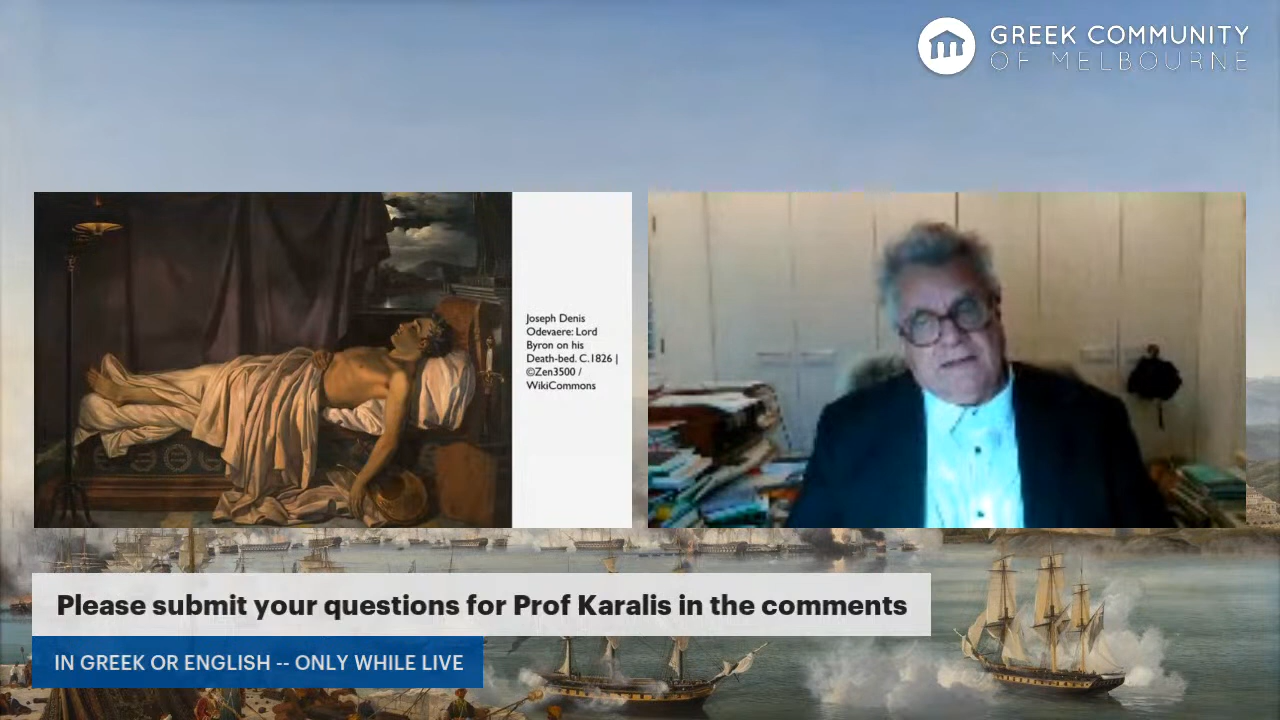 GREEK COMMUNITY
OF MELBOURNE
Joseph Denis
Odevaere: Lord
Byron on his
Death-bed. C.1826 |
©Zen3500 /
WikiCommons
Please submit your questions for Prof Karalis in the comments
IN GREEK OR ENGLISH -- ONLY WHILE LIVE